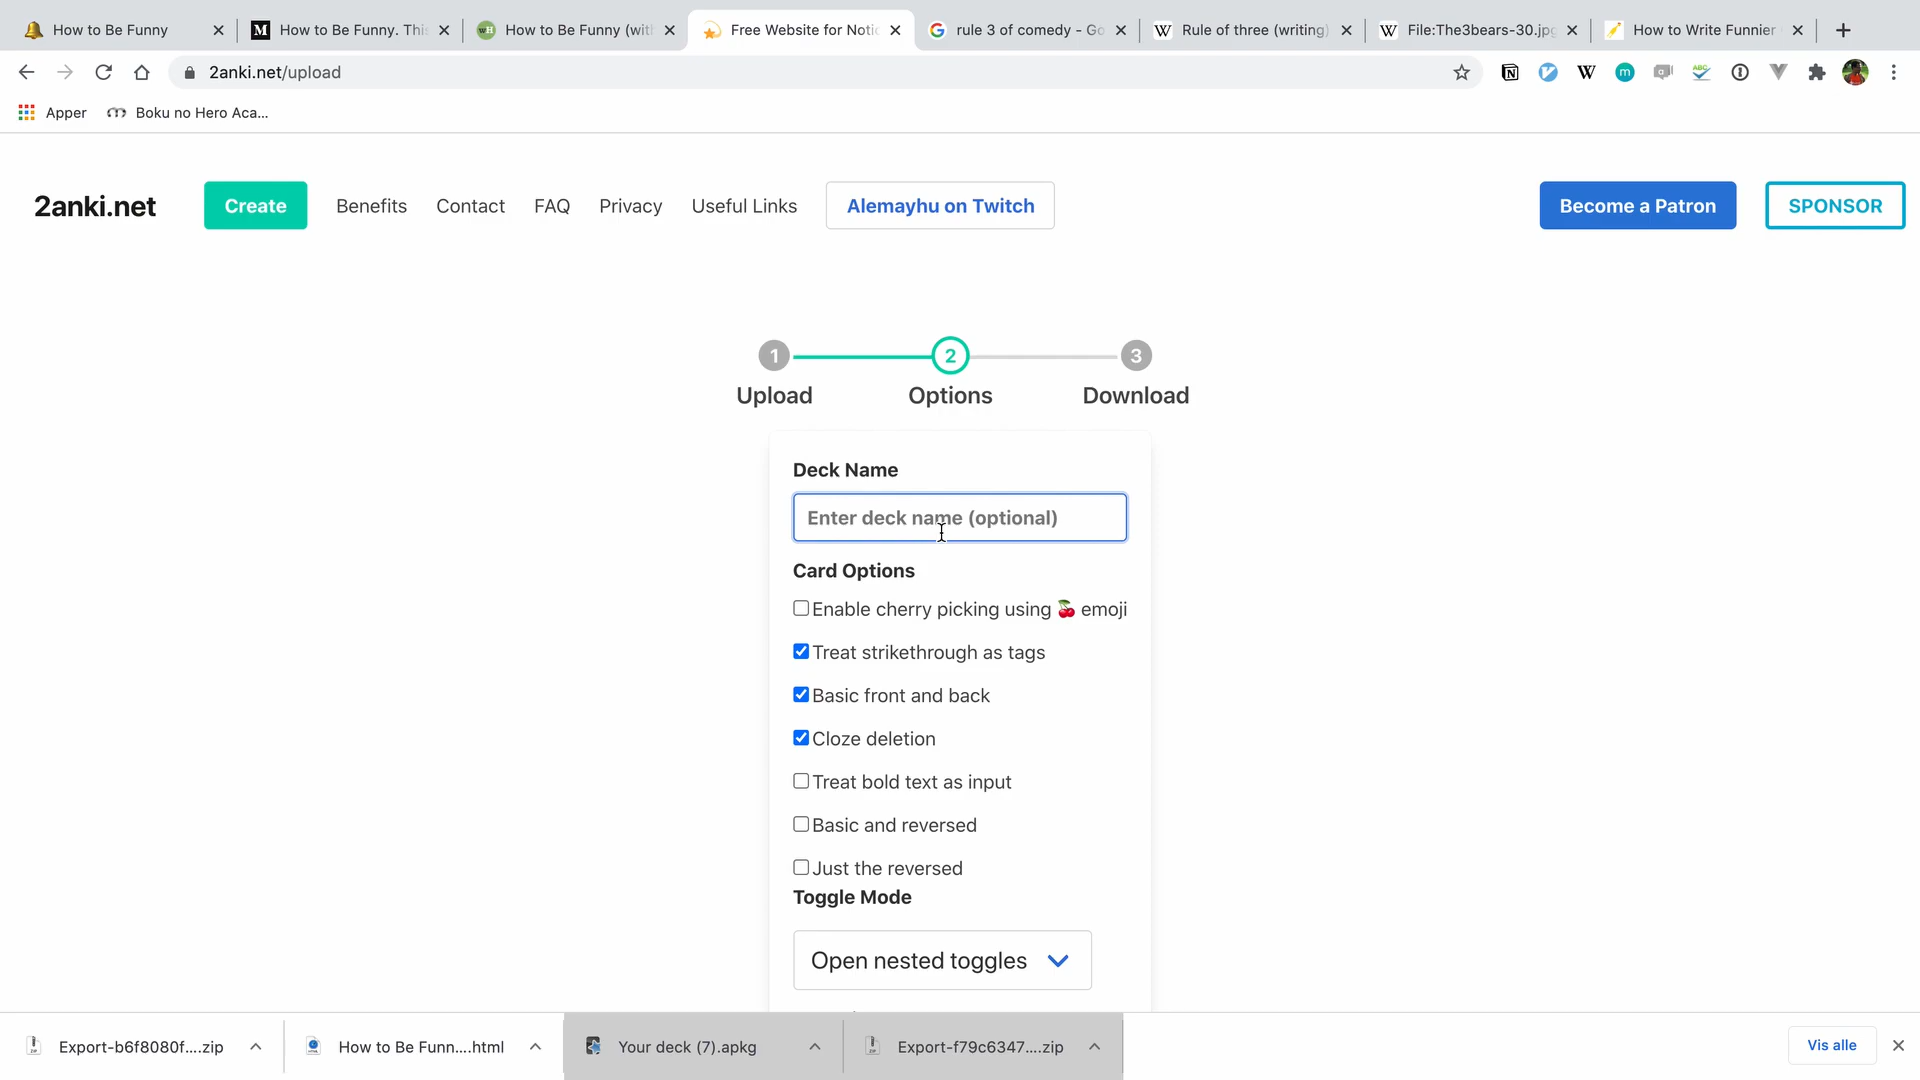 How to Be Funny
How to Be Funny. This
How to Be Funny (with
Free Website for Notio
rule 3 of comedy - Go
Rule of three (writing)
File:The3bears-30.jpg
How to Write Funnier
2anki.net/upload
Apper
Boku no Hero Aca...
2anki.net
Create
Benefits
Contact
FAQ
Privacy
Useful Links
Alemayhu on Twitch
Become a Patron
SPONSOR
1
2
3
Upload
Options
Download
Deck Name
Enter deck name (optional)
Card Options
Enable cherry picking using 🍒 emoji
Treat strikethrough as tags
Basic front and back
Cloze deletion
Treat bold text as input
Basic and reversed
Just the reversed
Toggle Mode
Open nested toggles
Export-b6f8080f....zip
How to Be Funn....html
Your deck (7).apkg
Export-f79c6347....zip
Vis alle